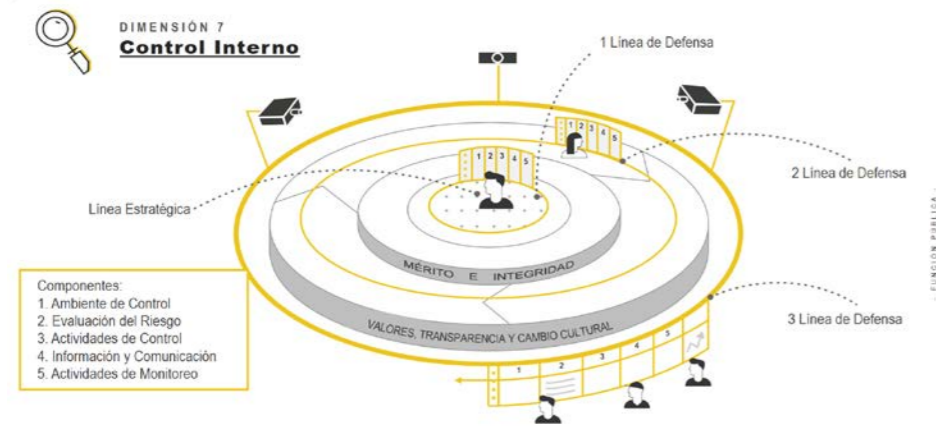 DIMENSIÓN 7
Control Interno
1 Línea de Defensa
1 2 3 4 5
1 2 3 4 5
2 Línea de Defensa
Línea Estratégica
MÉRITO E INTEGRIDAD
VALORES, TRANSPARENCIA Y CAMBIO CULTURAL
3 Línea de Defensa
Componentes:
1. Ambiente de Control
2. Evaluación del Riesgo
3. Actividades de Control
4. Información y Comunicación
5. Actividades de Monitoreo
1 2 3 4 5
- FUNCIÓN PÚBLICA -